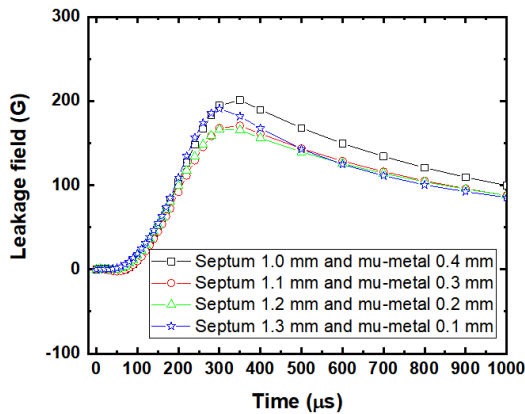 300
200
100
0
-100
Leakage field (G)
Septum 1.0 mm and mu-metal 0.4 mm
Septum 1.1 mm and mu-metal 0.3 mm
Septum 1.2 mm and mu-metal 0.2 mm
Septum 1.3 mm and mu-metal 0.1 mm
0 100 200 300 400 500 600 700 800 900 1000
Time (μs)